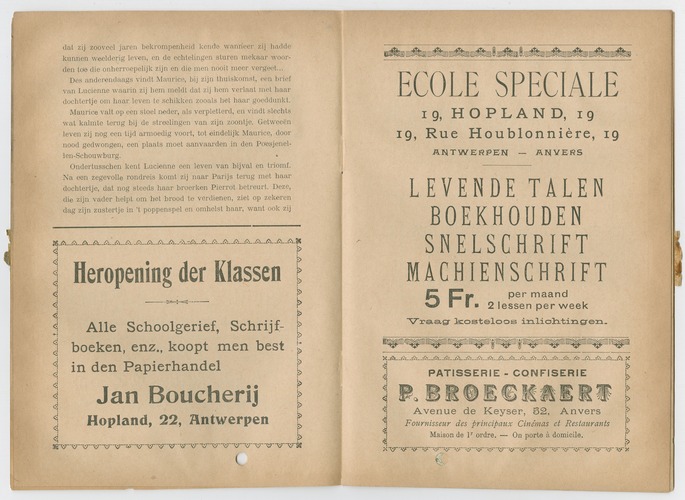 dat zij zooveel jaren bekrompenheid kende wanneer zij hadde
kunnen weelderig leven, en de echtelingen sturen mekaar woor-
den toe die onherroepelijk zijn en die men nooit meer vergeet...
Des anderendaags vindt Maurice, bij zijn thuiskomst, een brief
van Lucienne waarin zij hem meldt dat zij hem verlaat met haar
dochtertje om haar leven te schikken zooals het haar goeddunkt.
Maurice valt op een stoel neder, als verpletterd, en vindt slechts
wat kalmte terug bij de streelingen van zijn zoontje. Getweeën
leven zij nog een tijd armoedig voort, tot eindelijk Maurice, door
nood gedwongen, een plaats moet aanvaarden in den Poesjenel-
len-Schouwburg.
Ondertusschen kent Lucienne een leven van bijval en triomf.
Na een zegevolle rondreis komt zij naar Parijs terug met haar
dochtertje, dat nog steeds haar broerken Pierrot betreurt. Deze,
die zijn vader helpt om het brood te verdienen, ziet op zekeren
dag zijn zustertje in 't poppenspel en omhelst haar, want ook zij
Heropening der Klassen
Alle Schoolgerief, Schrijf-
boeken, enz., koopt men best
in den Papierhandel
Jan Boucherij
Hopland, 22, Antwerpen
ECOLE SPECIALE
19, HOPLAND, 19
19, Rue Houblonnière, 19
ANTWERPEN — ANVERS
LEVENDE TALEN
BOEKHOUDEN
SNELSCHRIFT
MACHIENSCHRIFT
5 Fr. per maand
2 lessen per week
Vraag kosteloos inlichtingen.
PATISSERIE - CONFISERIE
P. BROECKAERT
Avenue de Keyser, 52, Anvers
Fournisseur des principaux Cinémas et Restaurants
Maison de 1e ordre. — On porte à domicile.